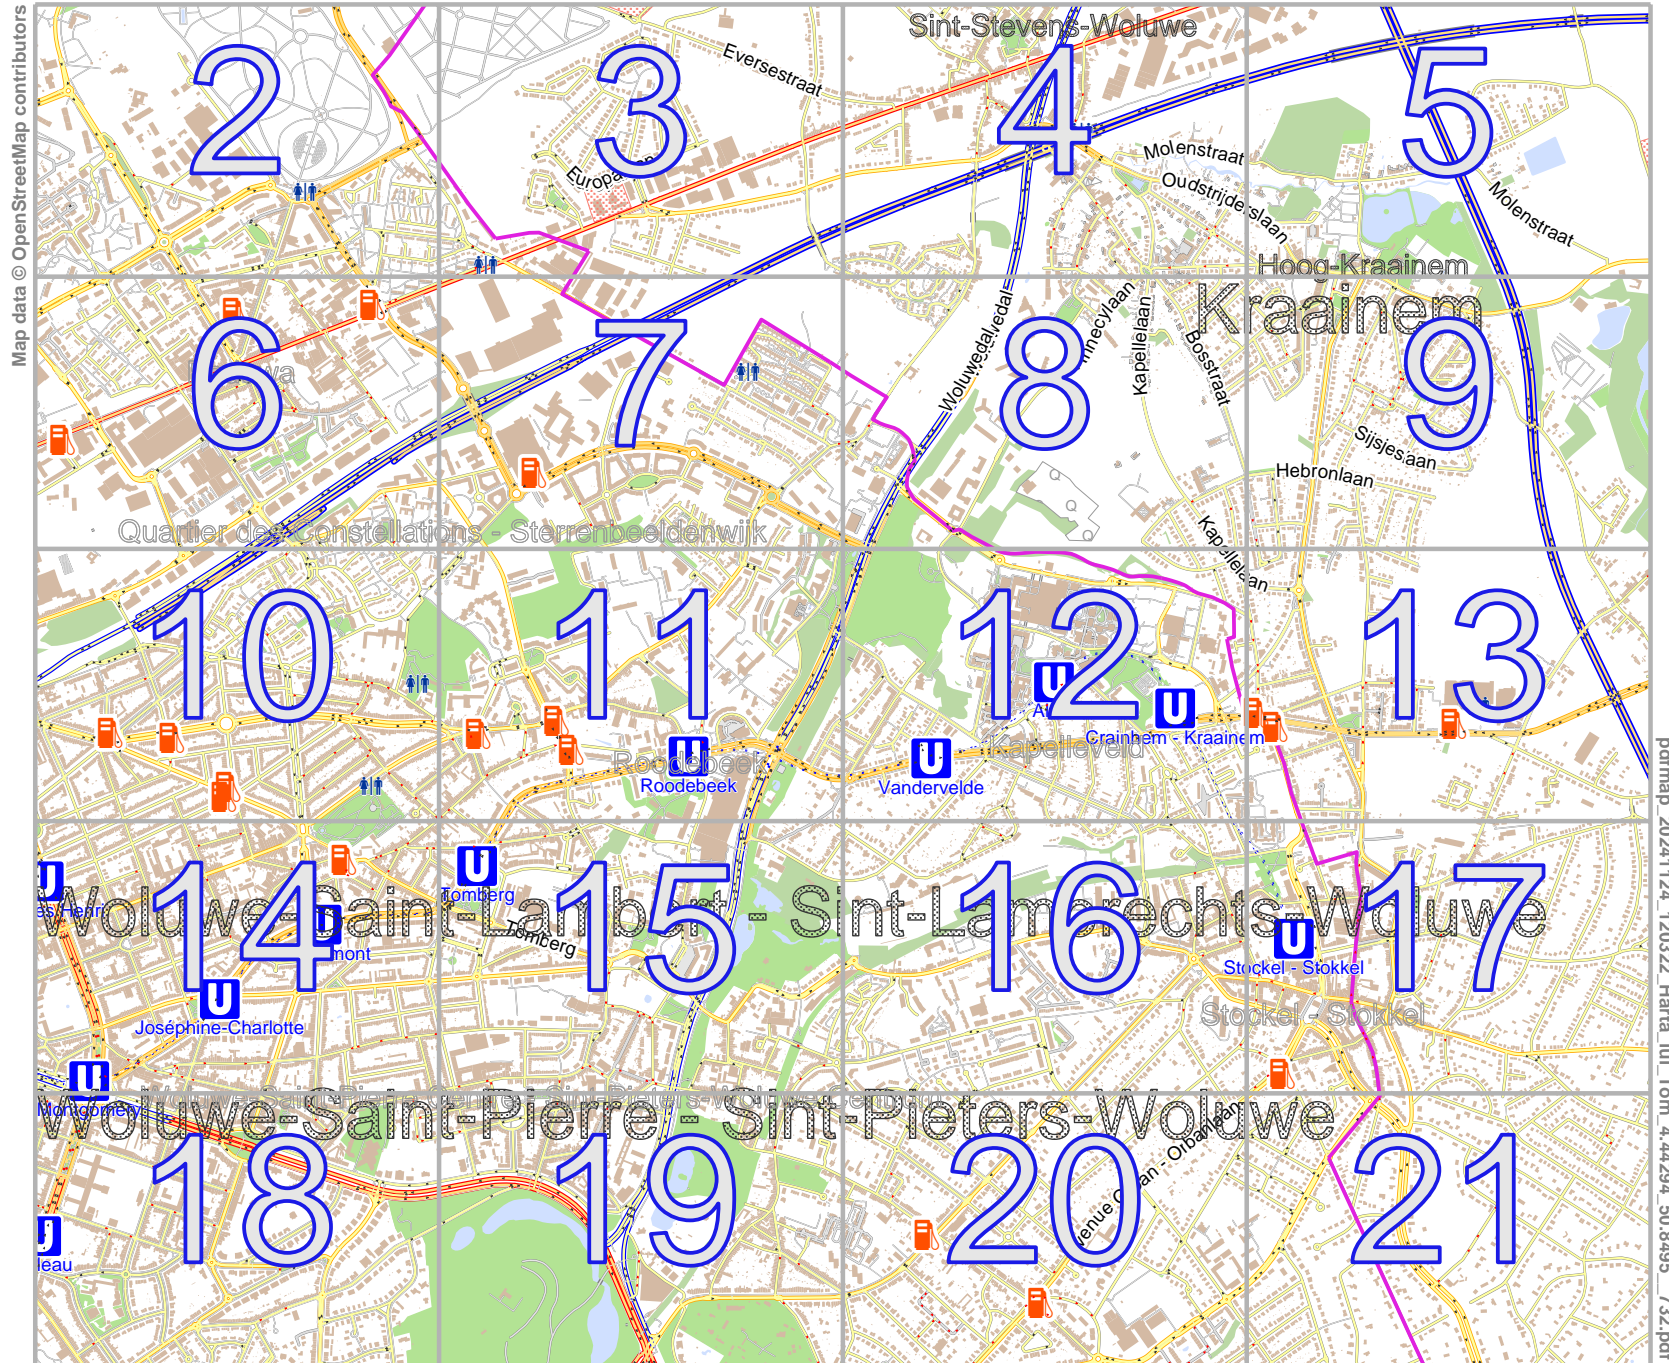 Map data © OpenStreetMap contributors
Sint-Stevens-Woluwe
2
3
4
5
Eversestraat
Molenstraat
Oudstrijderslaan
Molenstraat
Hoog-Kraainem
Kraainem
6
7
8
9
Woluwedal
Kapellelaan
Bosstraat
Hebronlaan
Quartier des Constellations - Sterrenbeeldenwijk
Kapellelaan
10
11
12
13
Crainhem - Kraainem
Kapelleveld
Roodebeek
Roodebeek
Vandervelde
14
15
16
17
Tomberg
Woluwe-Saint-Lambert - Sint-Lambrechts-Woluwe
Tomberg
Stockel - Stokkel
Stockel - Stokkel
Joséphine-Charlotte
Montgomery
Woluwe-Saint-Pierre - Sint-Pieters-Woluwe
18
19
20
21